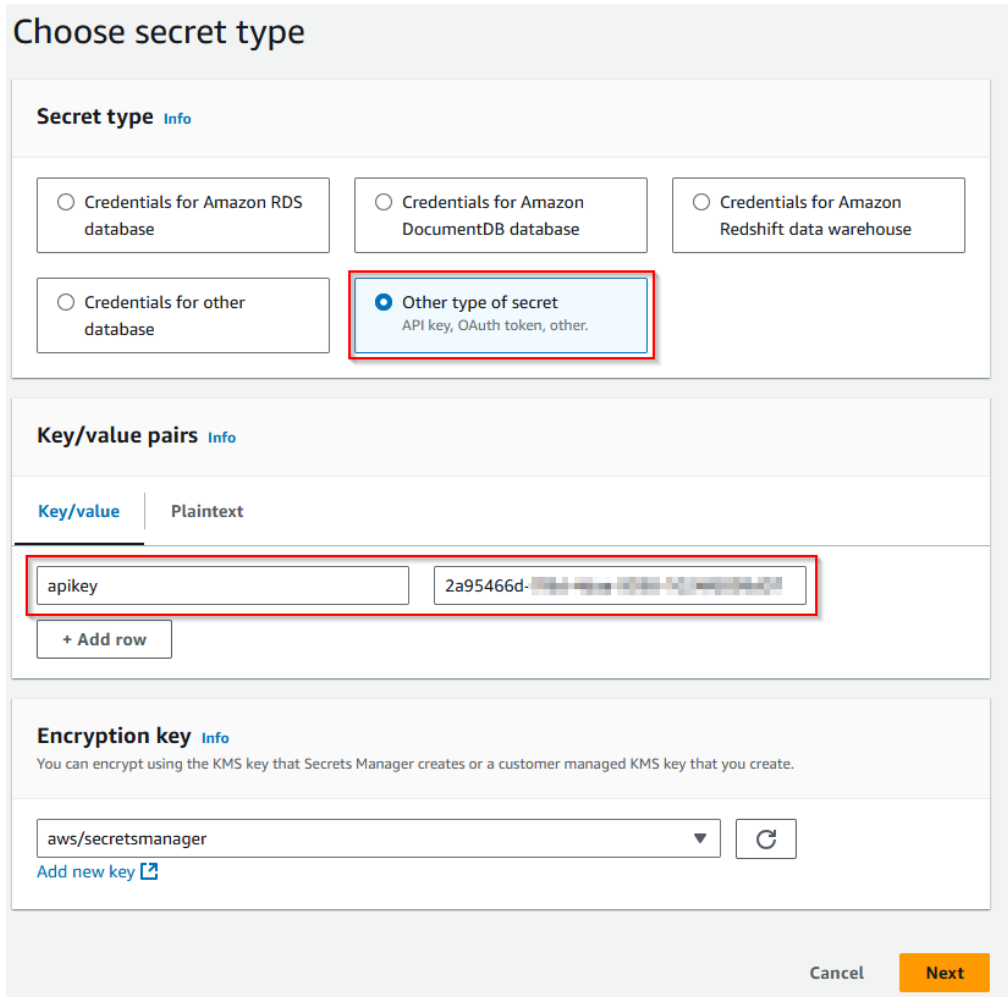 Choose secret type
Secret type Info
Credentials for Amazon RDS
database
Credentials for Amazon
DocumentDB database
Credentials for Amazon
Redshift data warehouse
Credentials for other
database
Other type of secret
API key, OAuth token, other.
Key/value pairs Info
Key/value Plaintext
apikey 2a95466d-
+ Add row
Encryption key Info
You can encrypt using the KMS key that Secrets Manager creates or a customer managed KMS key that you create.
aws/secretsmanager
Add new key
Cancel Next